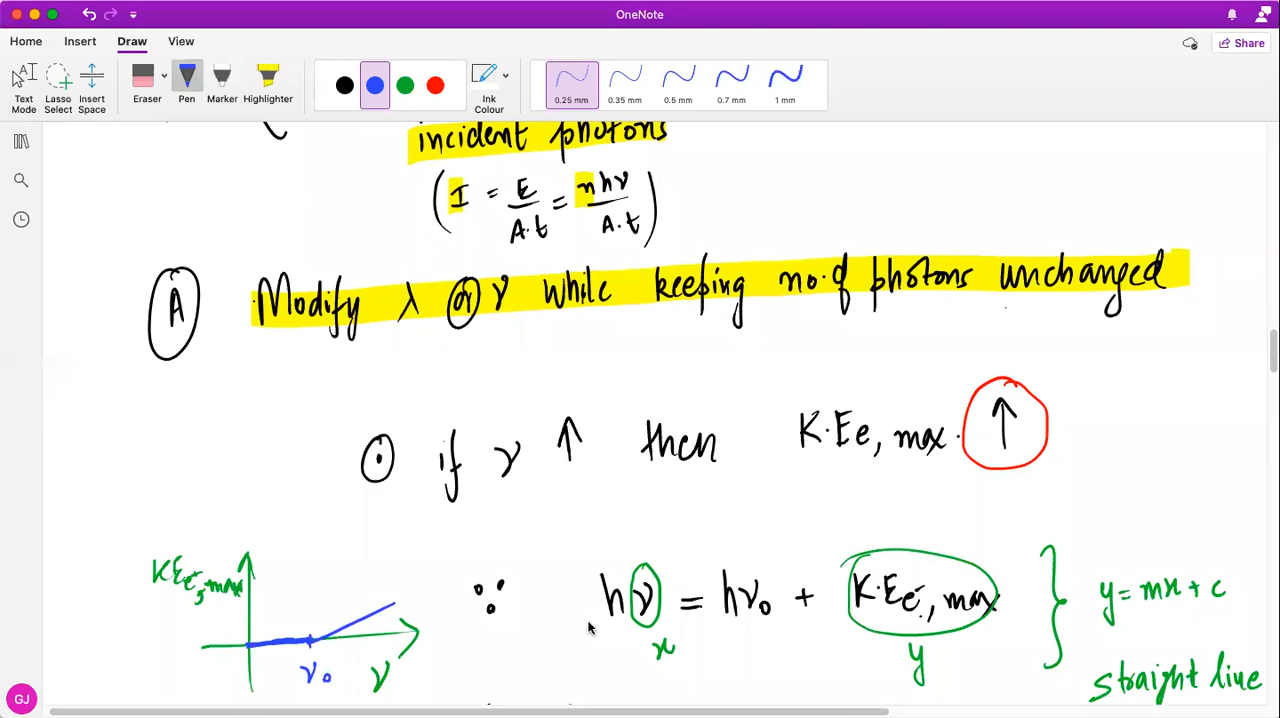 OneNote
Home Insert Draw View
Share
Text Mode
Lasso Select
Insert Space
Eraser
Pen
Marker
Highlighter
Ink Colour
0.25 mm
0.35 mm
0.5 mm
0.7 mm
1 mm
incident photons
(I = E/A.t = nhν/A.t)
A Modify λ or ν while keeping no. of photons unchanged
⊙ if ν ↑ then K.Ee, max. ↑
KEe-, max
∵ hν = hν₀ + K.Ee-, max } y = mx + c
x
y
ν₀
ν
straight line
GJ